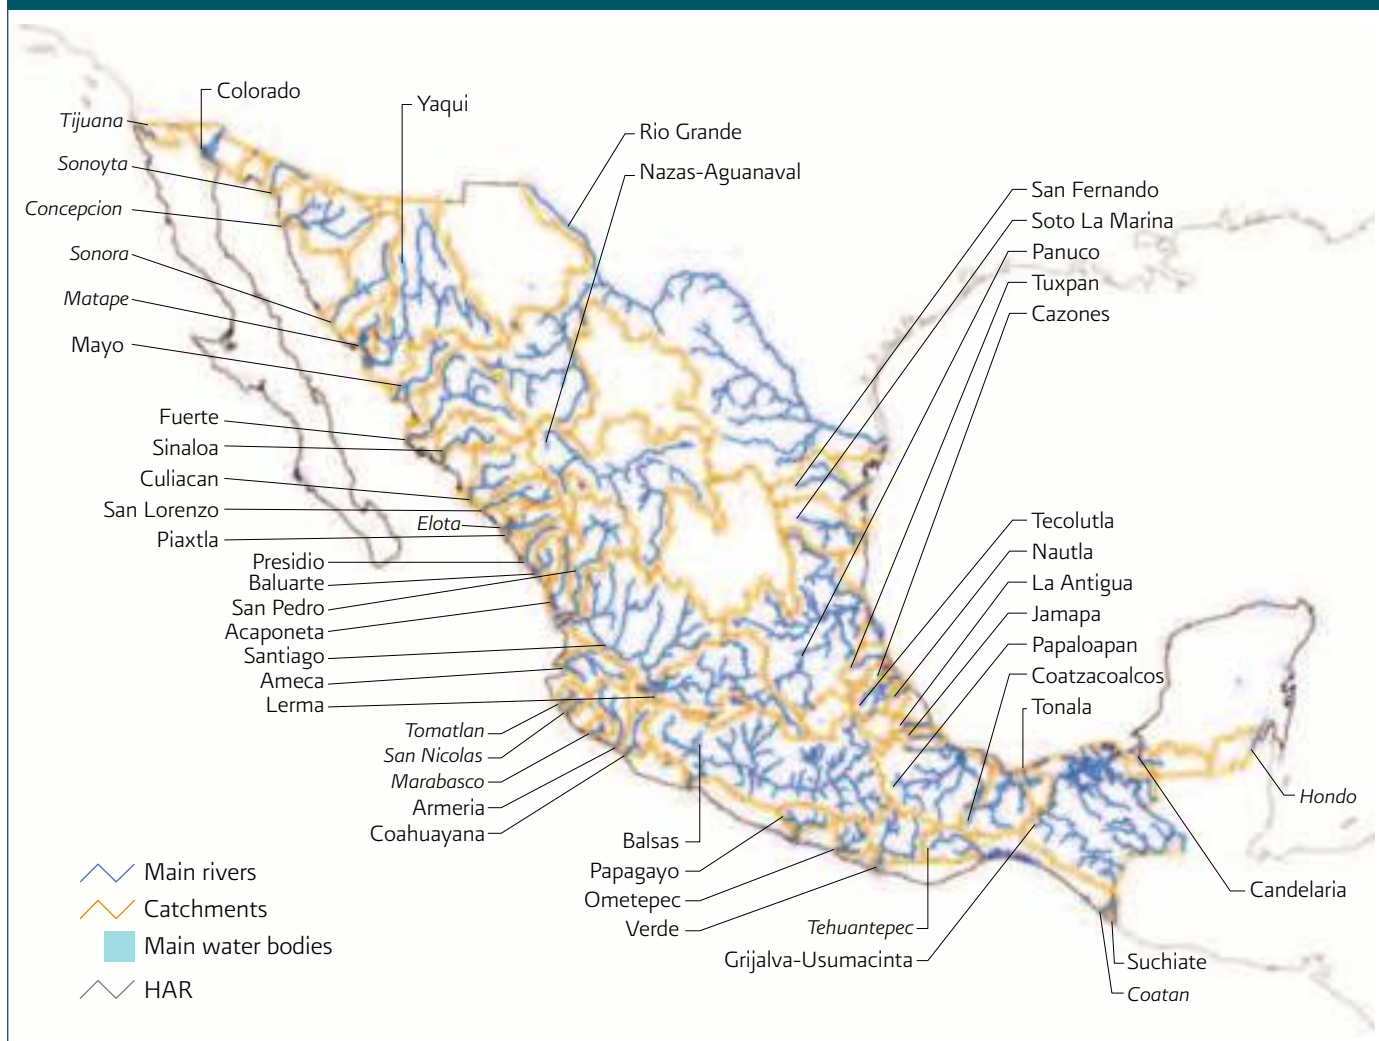 Colorado
Yaqui
Tijuana
Rio Grande
Sonoyta
Nazas-Aguanaval
San Fernando
Concepcion
Soto La Marina
Sonora
Panuco
Tuxpan
Matape
Cazones
Mayo
Fuerte
Sinaloa
Culiacan
San Lorenzo
Elota
Piaxtla
Tecolutla
Nautla
Presidio
Baluarte
La Antigua
San Pedro
Jamapa
Acaponeta
Papaloapan
Santiago
Ameca
Coatzacoalcos
Lerma
Tonala
Tomatlan
San Nicolas
Marabasco
Hondo
Armeria
Coahuayana
Balsas
Papagayo
Main rivers
Candelaria
Ometepec
Catchments
Verde
Tehuantepec
Main water bodies
Grijalva-Usumacinta
Suchiate
HAR
Coatan